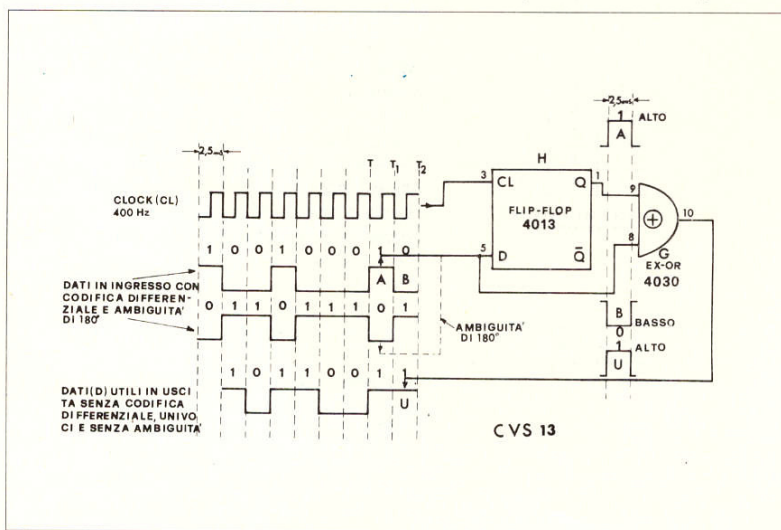 2,5ms
1 ALTO
A
2,5ms
T T1 T2
H
CLOCK (CL)
400 Hz
3 CL Q 1
FLIP-FLOP
4013
5 D Q̅
9
8
+
10
G
EX-OR
4030
1 0 0 1 0 0 0 1 0
A B
DATI IN INGRESSO CON
CODIFICA DIFFEREN-
ZIALE E AMBIGUITA'
DI 180°
0 1 1 0 1 1 1 0 1
AMBIGUITA'
DI 180°
B
BASSO
0
1 ALTO
U
1 0 1 1 0 0 1 1
U
DATI(D) UTILI IN USCI
TA SENZA CODIFICA
DIFFERENZIALE, UNIVO
CI E SENZA AMBIGUITA'
CVS 13